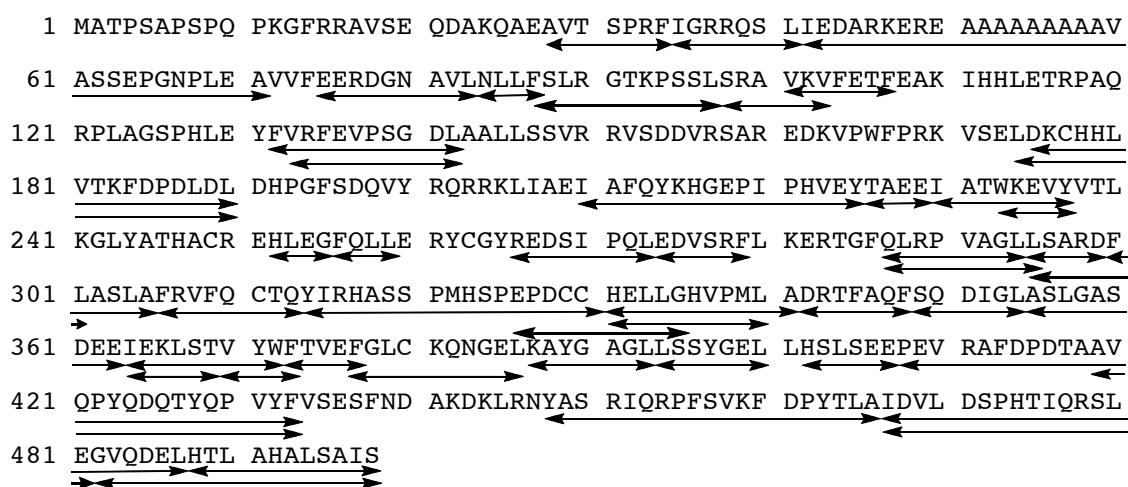 1 MATPSAPSPQ PKGFRRAVSE QDAKQAEAVT SPRFIGRRQS LIEDARKERE AAAAAAAAAV
61 ASSEPGNPLE AVVFEERDGN AVLNLLFSLR GTKPSSLSRA VKVFETFEAK IHHLETRPAQ
121 RPLAGSPHLE YFVRFEVPSG DLAALLSSVR RVSDDVRSAR EDKVPWFPRK VSELDKCHHL
181 VTKFDPDLDL DHPGFSDQVY RQRRKLIAEI AFQYKHGEPI PHVEYTAEEI ATWKEVYVTL
241 KGLYATHACR EHLEGFQLLE RYCGYREDSI PQLEDVSRFL KERTGFQLRP VAGLLSARDF
301 LASLAFRVFQ CTQYIRHASS PMHSPEPDCC HELLGHVPML ADRTFAQFSQ DIGLASLGAS
361 DEEIEKLSTV YWFTVEFGLC KQNGELKAYG AGLLSSYGEL LHSLSEEPEV RAFDPDTAAV
421 QPYQDQTYQP VYFVSESFND AKDKLRNYAS RIQRPFSVKF DPYTLAIDVL DSPHTIQRSL
481 EGVQDELHTL AHALSAIS